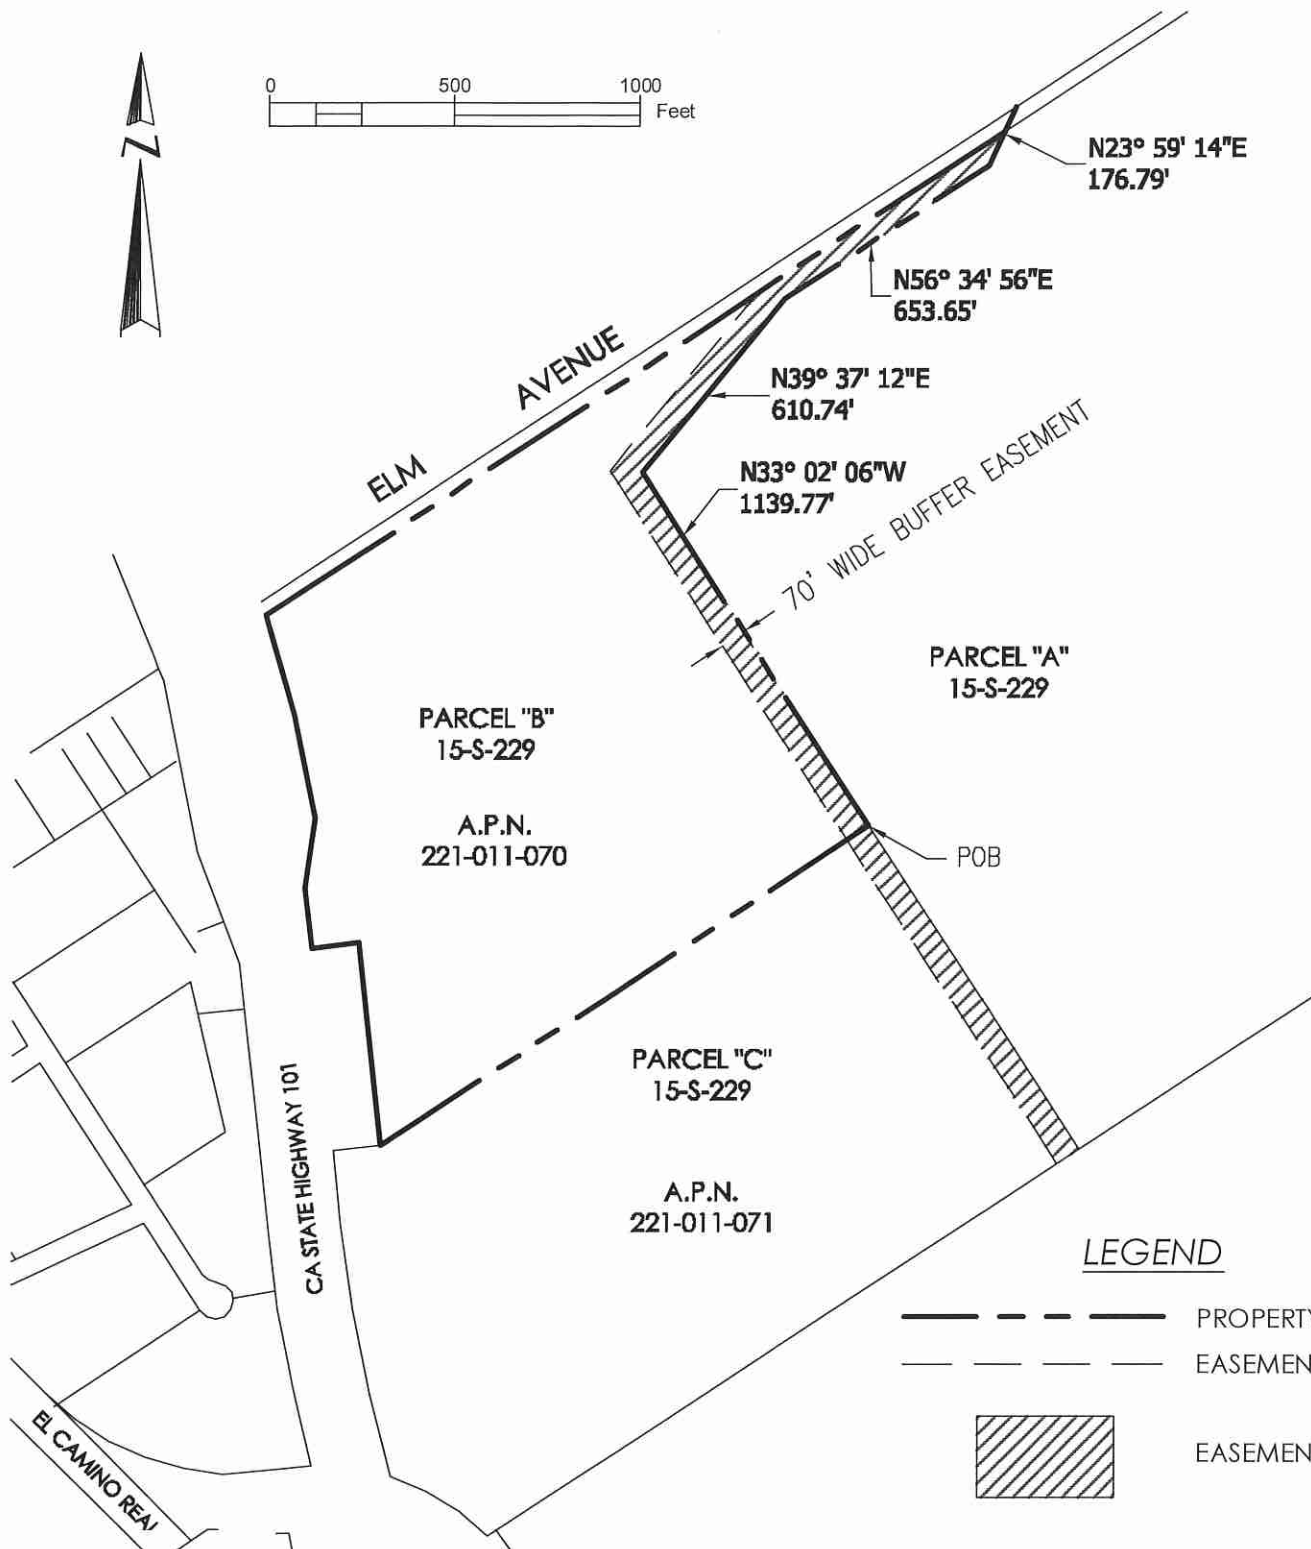 0 500 1000
Feet
N
N23° 59' 14"E
176.79'
N56° 34' 56"E
653.65'
ELM AVENUE
N39° 37' 12"E
610.74'
N33° 02' 06"W
1139.77'
70' WIDE BUFFER EASEMENT
PARCEL "A"
15-S-229
PARCEL "B"
15-S-229
A.P.N.
221-011-070
POB
PARCEL "C"
15-S-229
A.P.N.
221-011-071
CA STATE HIGHWAY 101
LEGEND
PROPERTY
EASEMEN
EASEMEN
EL CAMINO REA